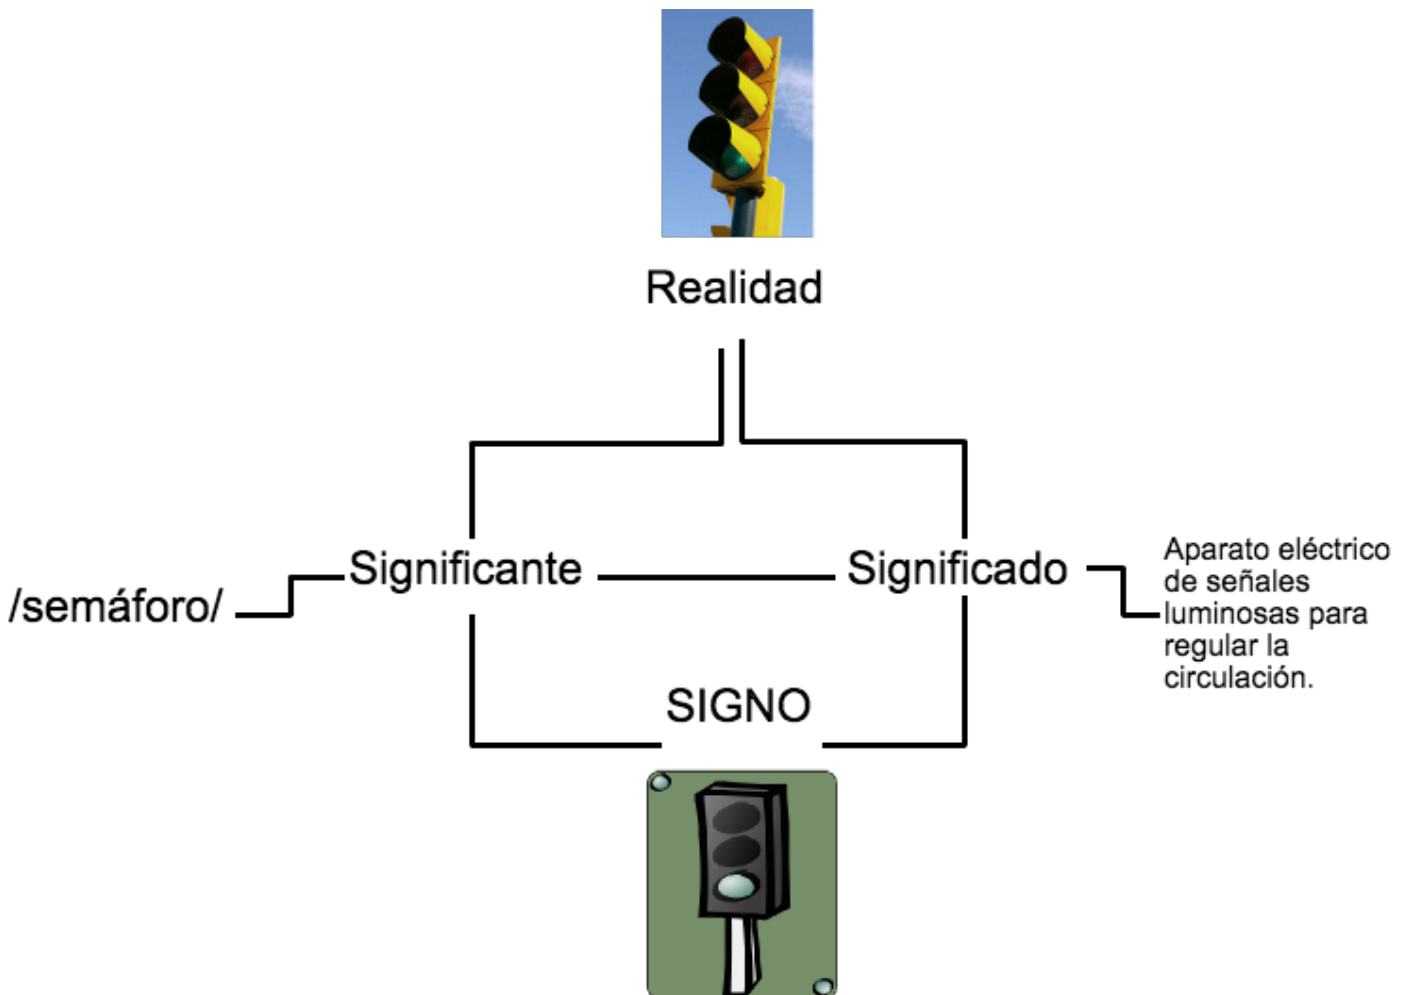 Realidad
Significante
Significado
/semáforo/
Aparato eléctrico
de señales
luminosas para
regular la
circulación.
SIGNO